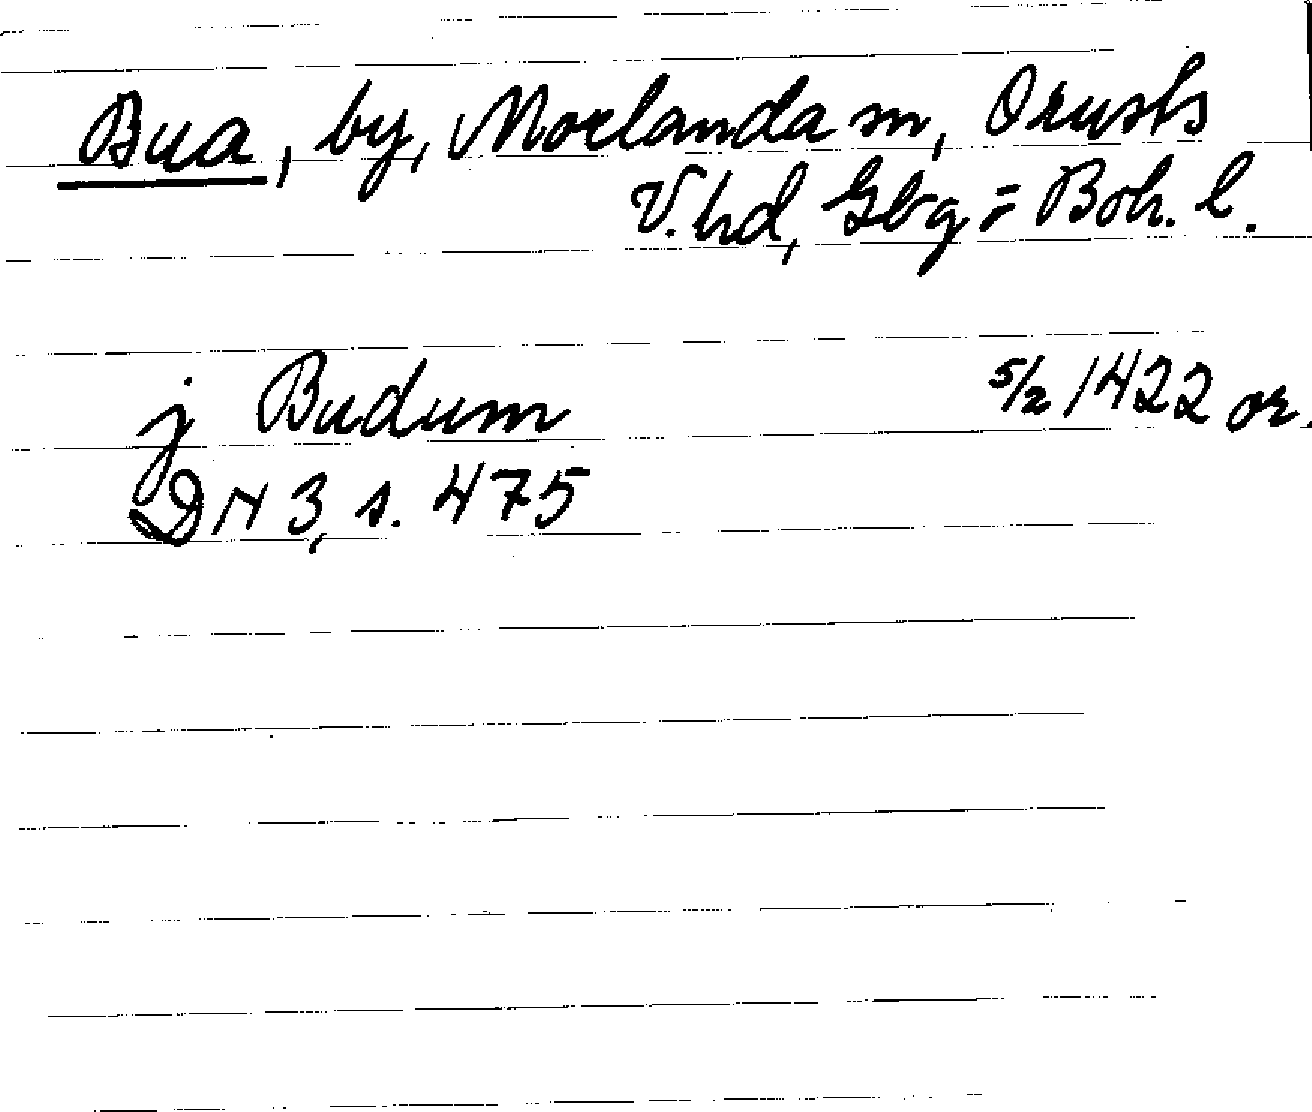 Bua, by, Morlanda sn, Orusts
V. hd, Gbg = Boh. l.
j Budum 5/2 1422 or.
DN 3, s. 475